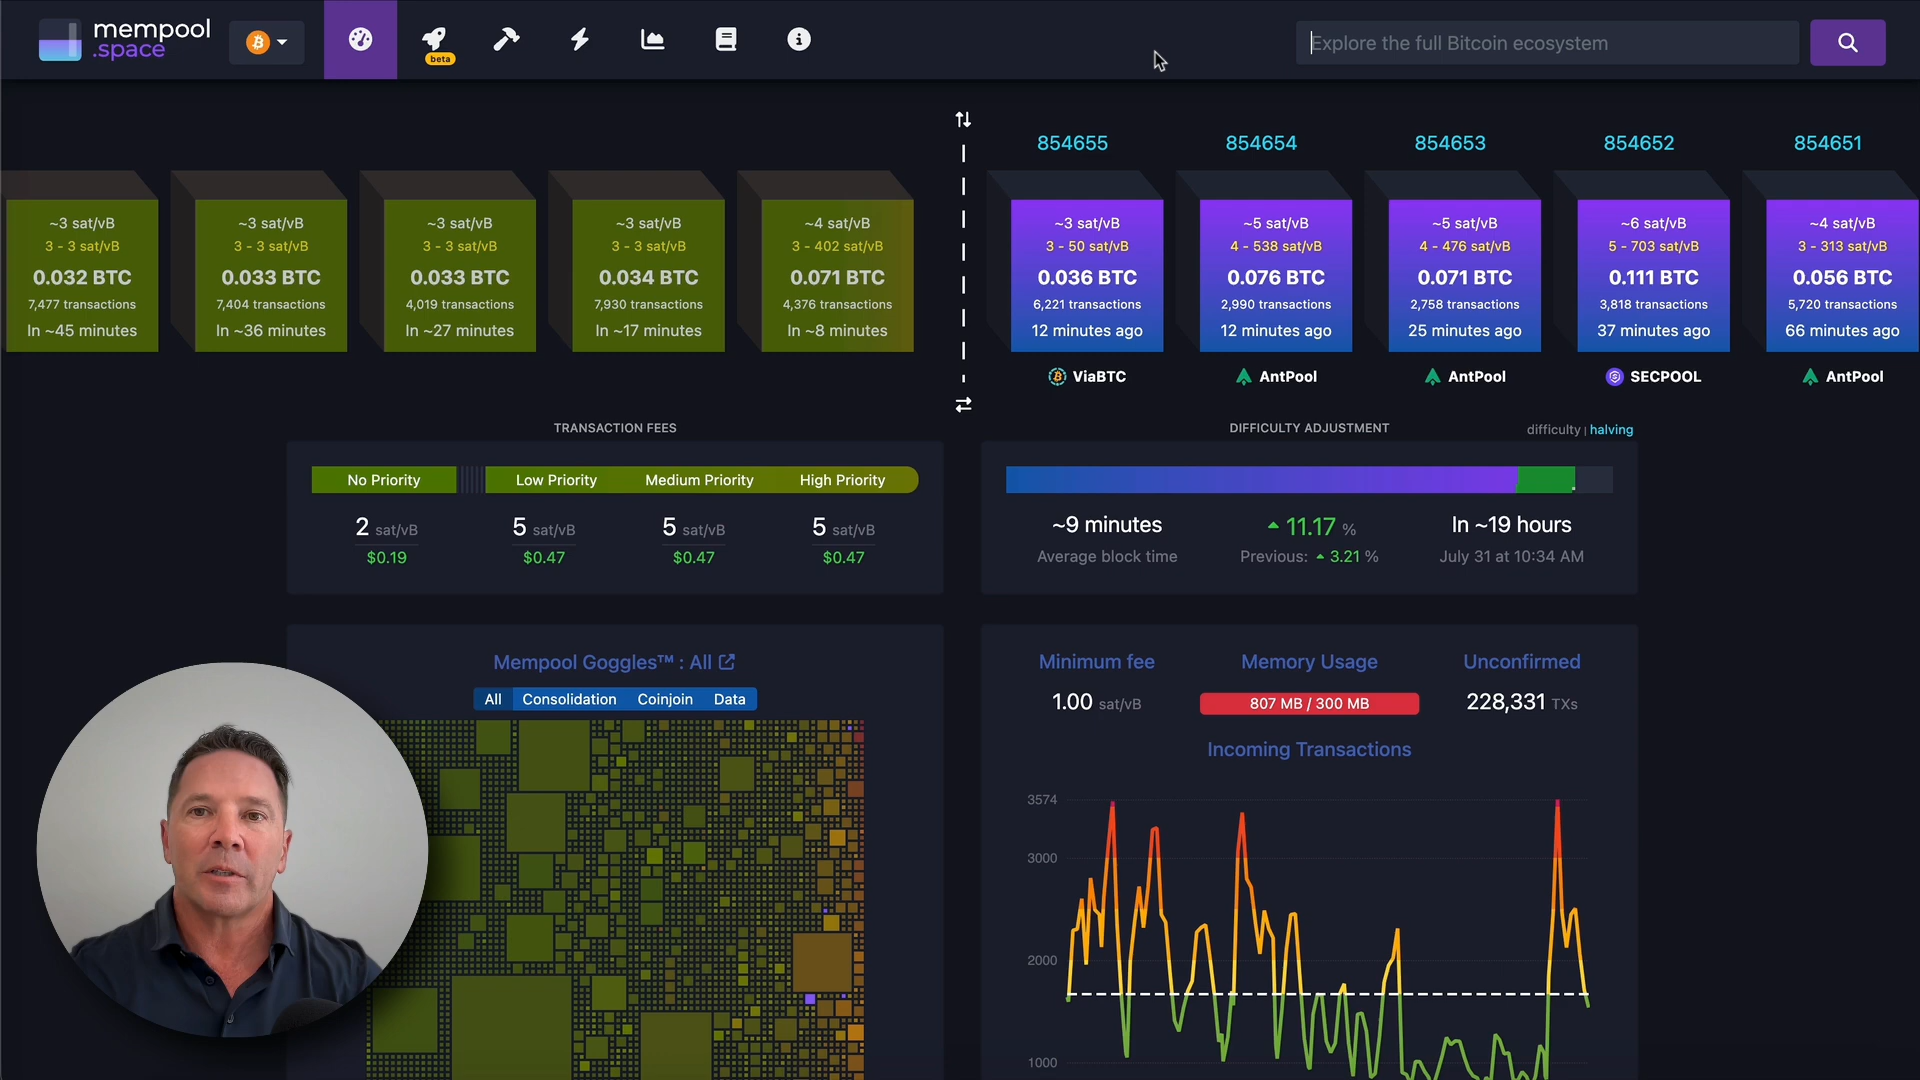 mempool
.space
beta
Explore the full Bitcoin ecosystem
854655
854654
854653
854652
854651
~3 sat/vB
3 - 3 sat/vB
0.032 BTC
7,477 transactions
In ~45 minutes
~3 sat/vB
3 - 3 sat/vB
0.033 BTC
7,404 transactions
In ~36 minutes
~3 sat/vB
3 - 3 sat/vB
0.033 BTC
4,019 transactions
In ~27 minutes
~3 sat/vB
3 - 3 sat/vB
0.034 BTC
7,930 transactions
In ~17 minutes
~4 sat/vB
3 - 402 sat/vB
0.071 BTC
4,376 transactions
In ~8 minutes
~3 sat/vB
3 - 50 sat/vB
0.036 BTC
6,221 transactions
12 minutes ago
ViaBTC
~5 sat/vB
4 - 538 sat/vB
0.076 BTC
2,990 transactions
12 minutes ago
AntPool
~5 sat/vB
4 - 476 sat/vB
0.071 BTC
2,758 transactions
25 minutes ago
AntPool
~6 sat/vB
5 - 703 sat/vB
0.111 BTC
3,818 transactions
37 minutes ago
SECPOOL
~4 sat/vB
3 - 313 sat/vB
0.056 BTC
5,720 transactions
66 minutes ago
AntPool
TRANSACTION FEES
No Priority
Low Priority
Medium Priority
High Priority
2 sat/vB
5 sat/vB
5 sat/vB
5 sat/vB
$0.19
$0.47
$0.47
$0.47
DIFFICULTY ADJUSTMENT
difficulty | halving
~9 minutes
11.17 %
In ~19 hours
Average block time
Previous: 3.21 %
July 31 at 10:34 AM
Mempool Goggles™ : All
All
Consolidation
Coinjoin
Data
Minimum fee
Memory Usage
Unconfirmed
1.00 sat/vB
807 MB / 300 MB
228,331 TXs
Incoming Transactions
3574
3000
2000
1000